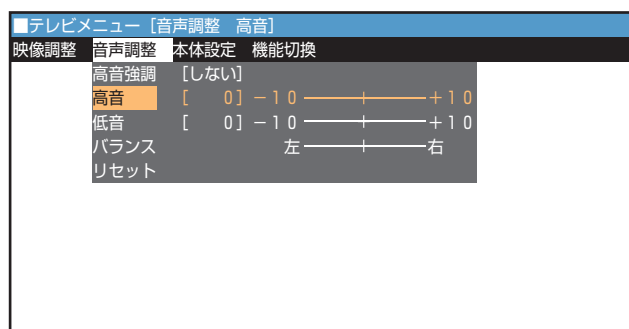 ■テレビメニュー［音声調整　高音］
映像調整　音声調整　本体設定　機能切換
高音強調　［しない］
高音　［　0］－１０ ＋１０
低音　［　0］－１０ ＋１０
バランス　左 右
リセット